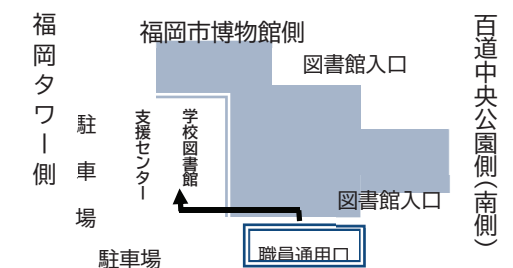 福岡タワー側
福岡市博物館側
図書館入口
百道中央公園側(南側)
駐車場
学校図書館
支援センター
図書館入口
駐車場
職員通用口